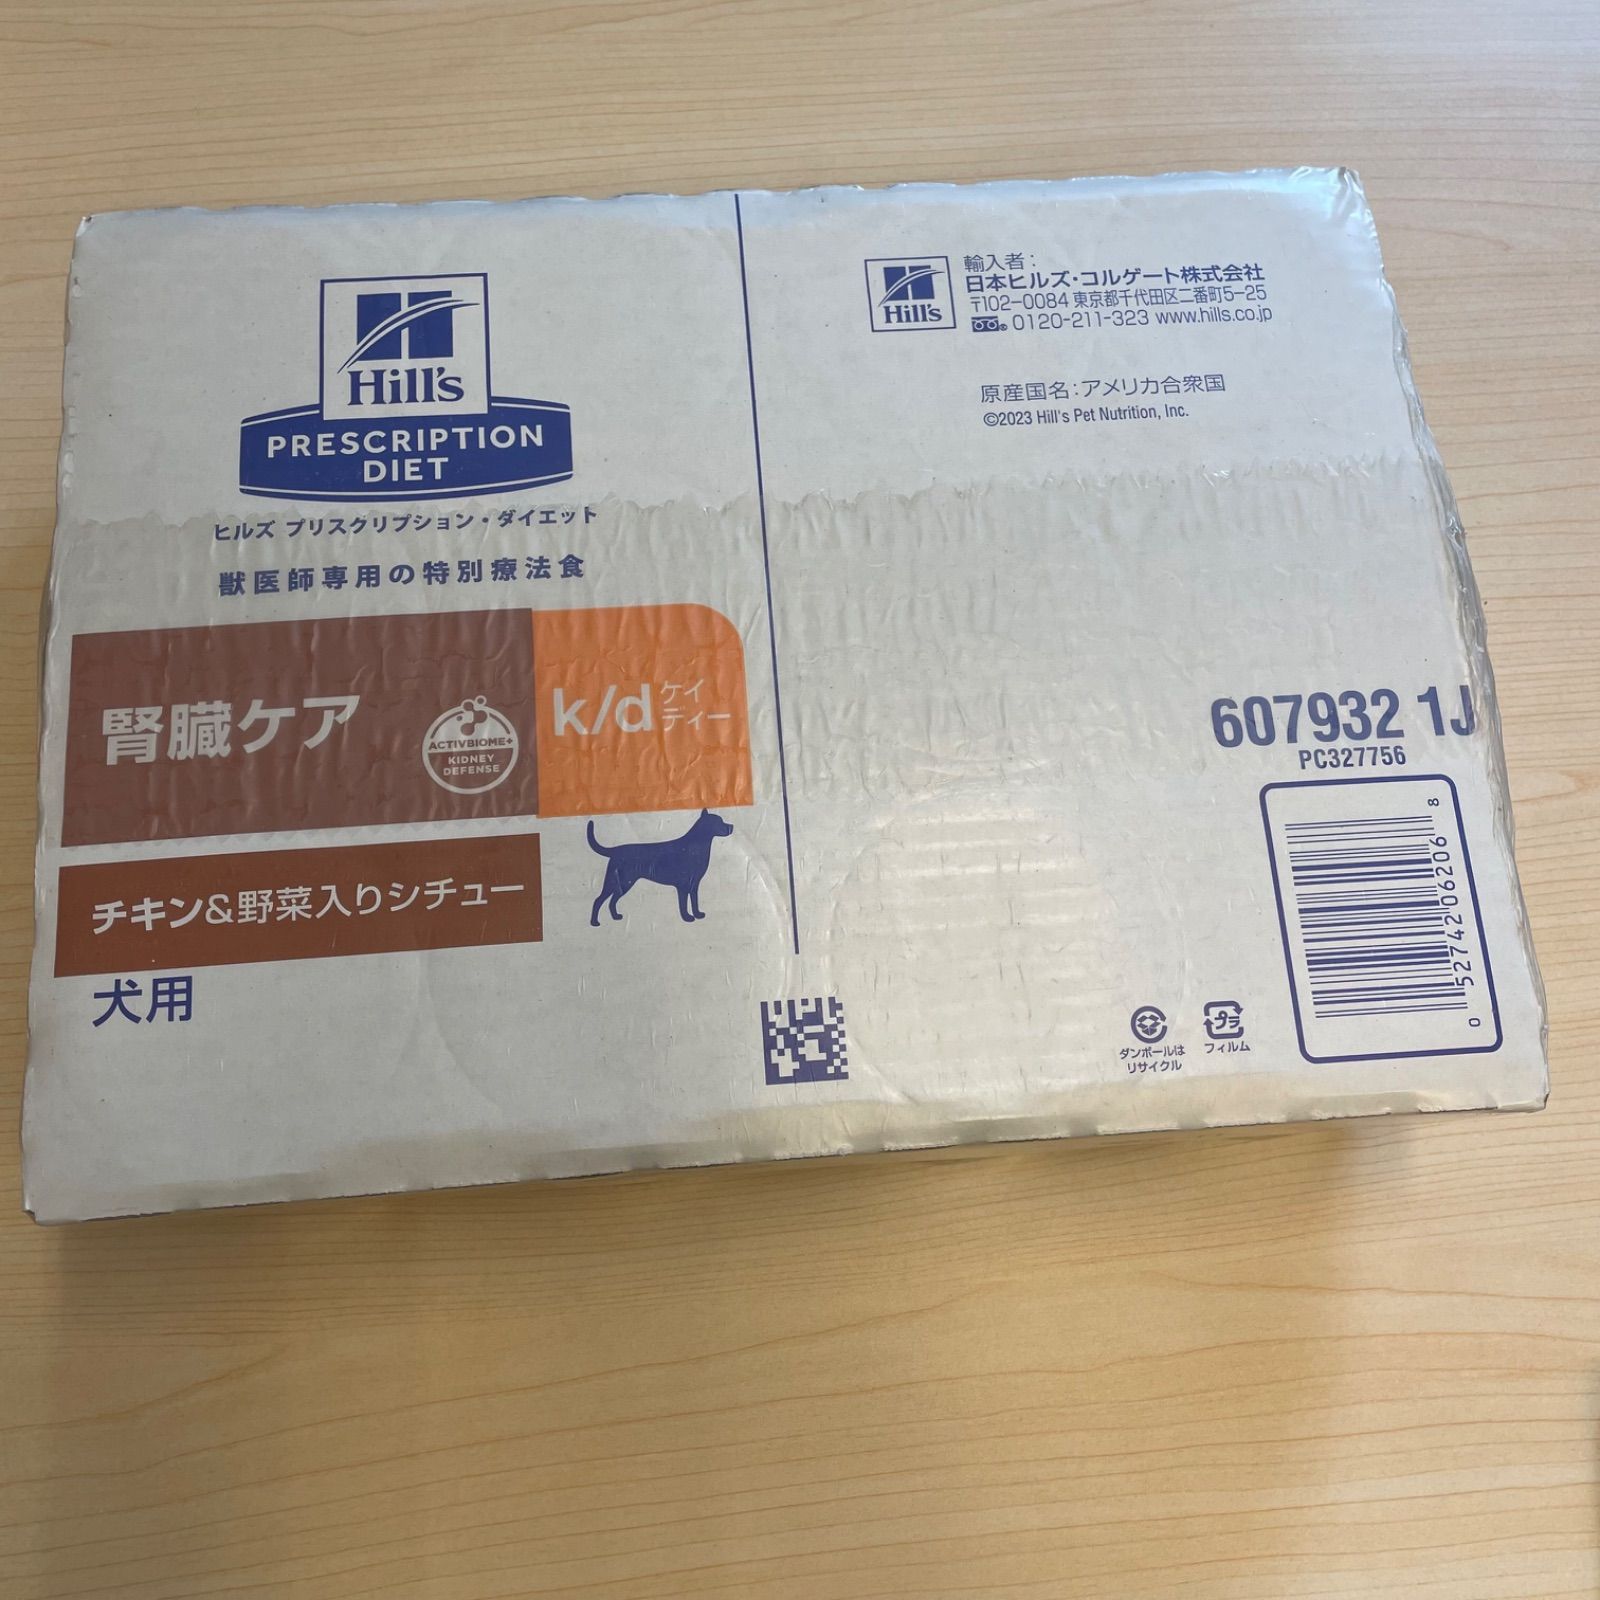 Hill's
PRESCRIPTION
DIET
ヒルズ プリスクリプション・ダイエット
獣医師専用の特別療法食
腎臓ケア
ACTIVBIOME+
KIDNEY
DEFENSE
k/d ケイ
ディー
チキン&野菜入りシチュー
犬用
Hill's
輸入者:
日本ヒルズ・コルゲート株式会社
〒102-0084 東京都千代田区二番町5-25
0120-211-323 www.hills.co.jp
原産国名:アメリカ合衆国
©2023 Hill's Pet Nutrition, Inc.
607932 1J
PC327756
0 52742 06206 8
ダンボールは
リサイクル
プラ
フィルム